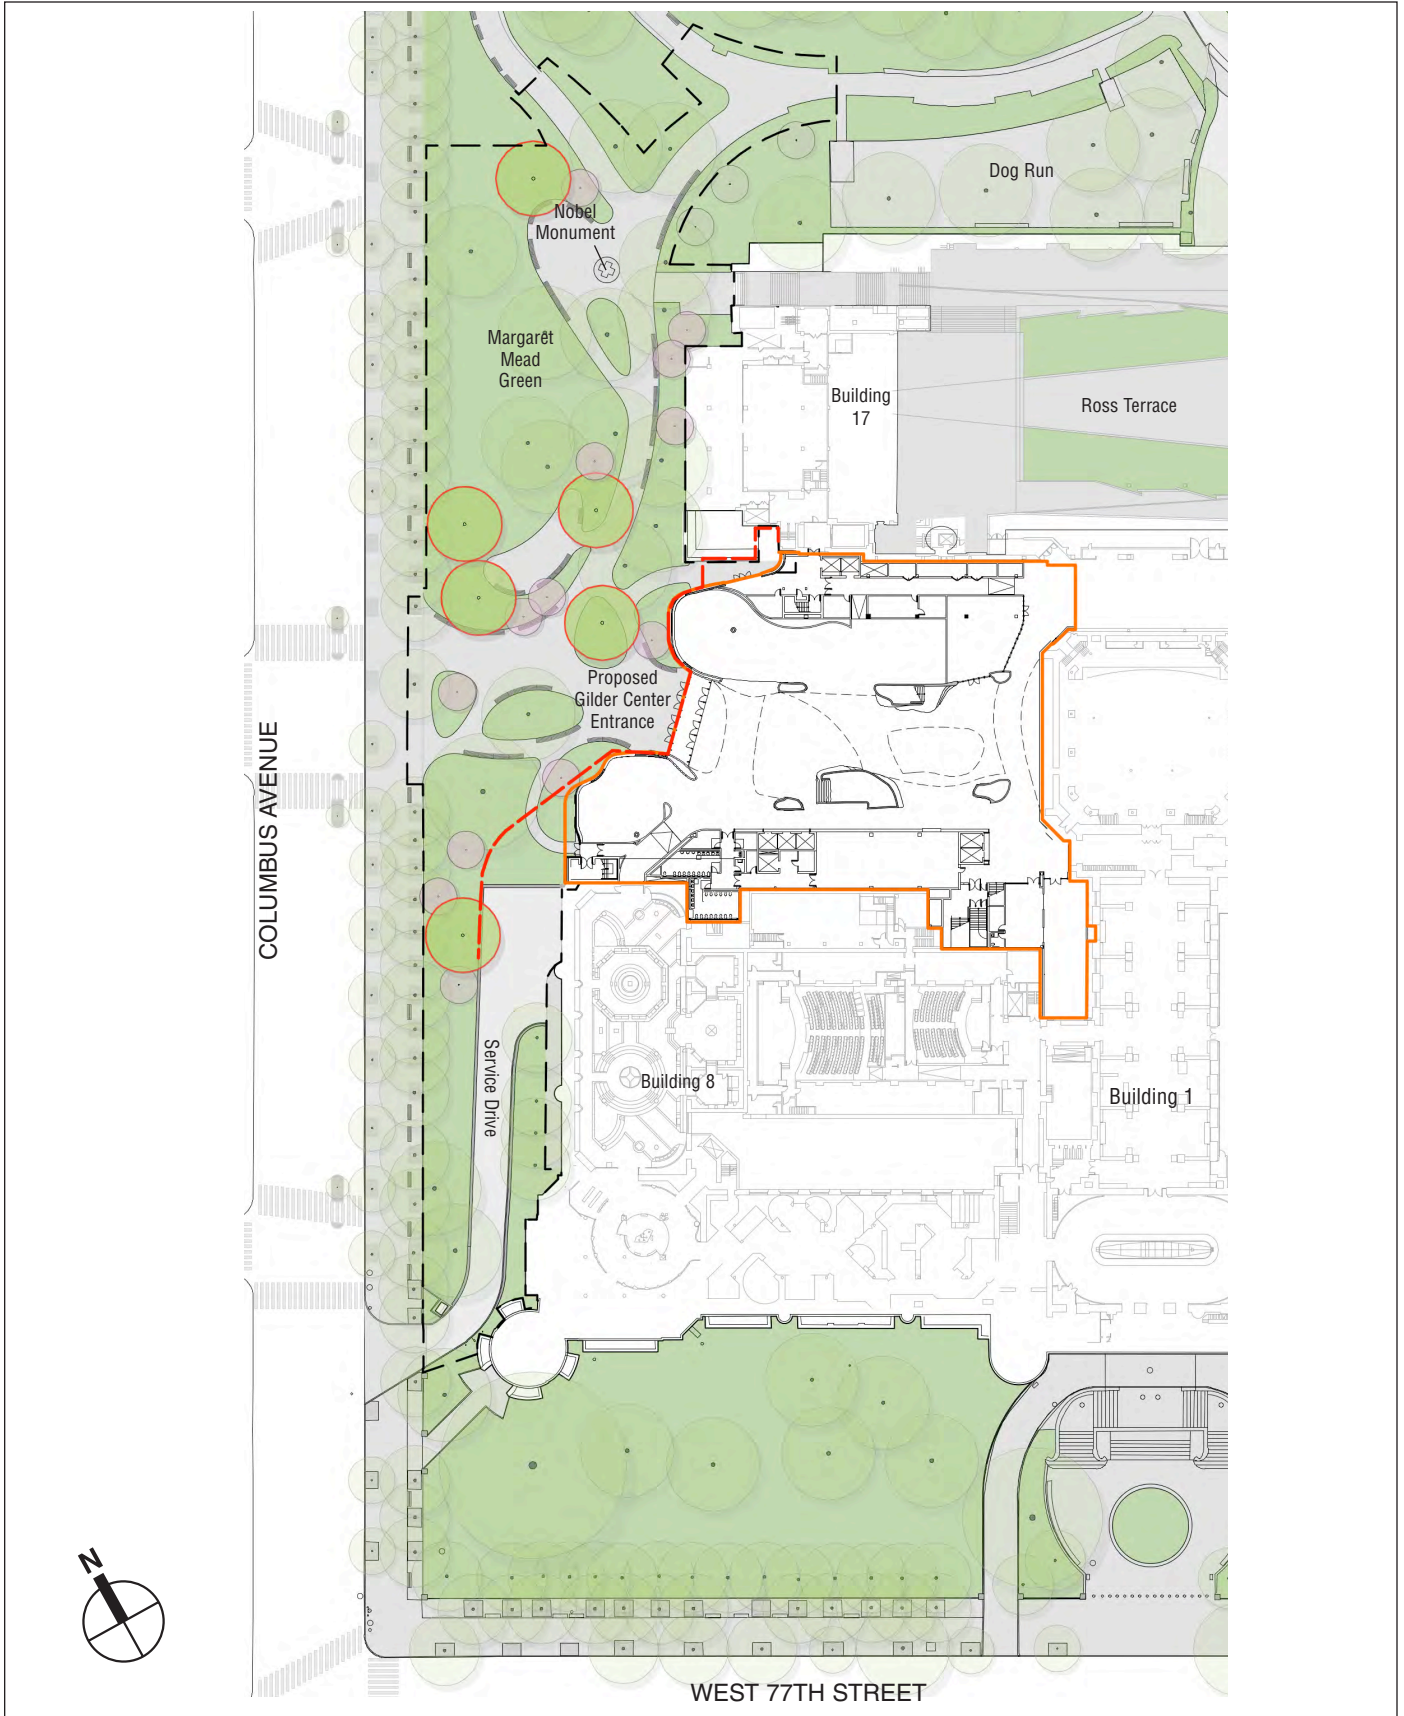 Dog Run
Nobel
Monument
Margaret
Mead
Green
Building
17
Ross Terrace
Proposed
Gilder Center
Entrance
COLUMBUS AVENUE
Service Drive
Building 8
Building 1
N
WEST 77TH STREET